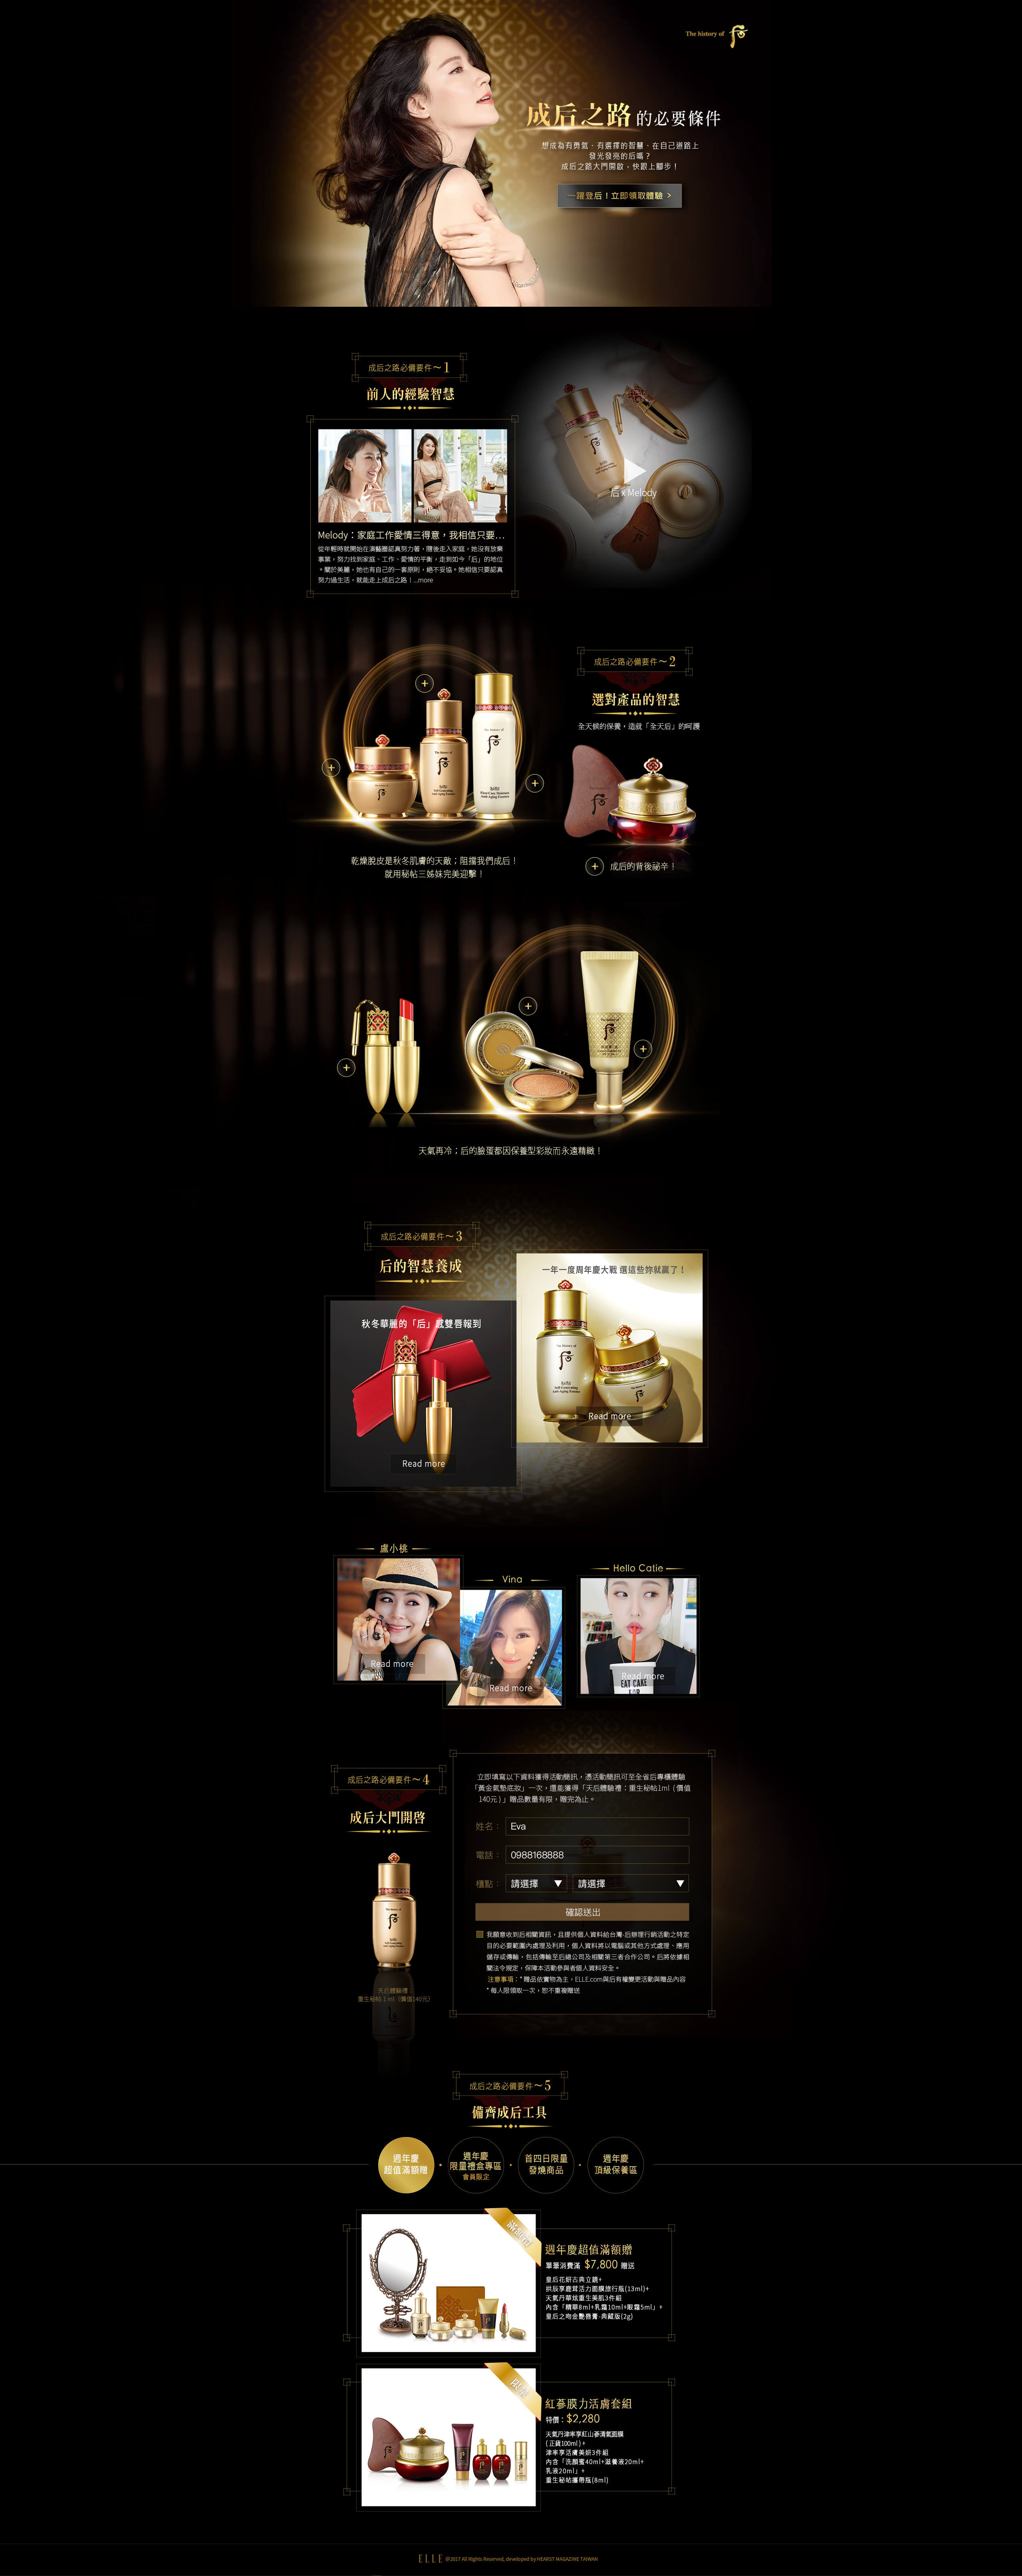 The history of 后
成后之路 的必要條件
想成為有勇氣、有選擇的智慧、在自己道路上
發光發亮的后嗎？
成后之路大門開啟，快跟上腳步！
一躍登后！立即領取體驗 >
成后之路必備要件～1
前人的經驗智慧
后 x Melody
Melody：家庭工作愛情三得意，我相信只要…
從年輕時就開始在演藝圈認真努力著，隨後走入家庭，她沒有放棄
事業，努力找到家庭、工作、愛情的平衡，走到如今「后」的地位
。關於美麗，她也有自己的一套原則，絕不妥協。她相信只要認真
努力過生活，就能走上成后之路！...more
成后之路必備要件～2
選對產品的智慧
全天候的保養，造就「全天后」的呵護
The history of
后
乾燥脫皮是秋冬肌膚的天敵；阻擋我們成后！
就用秘帖三姊妹完美迎擊！
成后的背後祕辛！
天氣再冷；后的臉蛋都因保養型彩妝而永遠精緻！
成后之路必備要件～3
后的智慧養成
一年一度周年慶大戰 選這些妳就贏了！
The history of
Self-Generating
Anti-Aging Essence
Read more
秋冬華麗的「后」感雙唇報到
Read more
盧小桃
Vina
Hello Catie
Read more
Read more
Read more
EAT CAKE
FOR
成后之路必備要件～4
成后大門開啓
天后體驗禮：
重生秘帖 1 ml（價值140元）
立即填寫以下資料獲得活動簡訊，憑活動簡訊可至全省后專櫃體驗
「黃金氣墊底妝」一次，還能獲得「天后體驗禮：重生秘帖1ml（價值
140元）」贈品數量有限，贈完為止。
姓名： Eva
電話： 0988168888
櫃點： 請選擇 ▼ 請選擇 ▼
確認送出
我願意收到后相關資訊，且提供個人資料給台灣-后辦理行銷活動之特定
目的必要範圍內處理及利用，個人資料將以電腦或其他方式處理、應用
儲存或傳輸，包括傳輸至后總公司及相關第三者合作公司。后將依據相
關法令規定，保障本活動參與者個人資料安全。
注意事項：* 贈品依實物為主，ELLE.com與后有權變更活動與贈品內容
* 每人限領取一次，恕不重複贈送
成后之路必備要件～5
備齊成后工具
週年慶
超值滿額贈
週年慶
限量禮盒專區
會員限定
首四日限量
發燒商品
週年慶
頂級保養區
週年慶超值滿額贈
單筆消費滿 $7,800 贈送
皇后花妍古典立鏡+
拱辰享鹿茸活力面膜旅行瓶(13ml)+
天氣丹華炫重生美肌3件組
內含「精華8ml+乳霜10ml+眼霜5ml」+
皇后之吻金艷唇膏-典藏版(2g)
紅蔘膜力活膚套組
特價：$2,280
天氣丹津率享紅山蔘清氣面膜
(正貨100ml)+
津率享活膚美妍3件組
內含「洗顏蜜40ml+滋養液20ml+
乳液20ml」+
重生秘帖攜帶瓶(8ml)
ELLE @2017 All Rights Reserved, developed by HEARST MAGAZINE TAIWAN